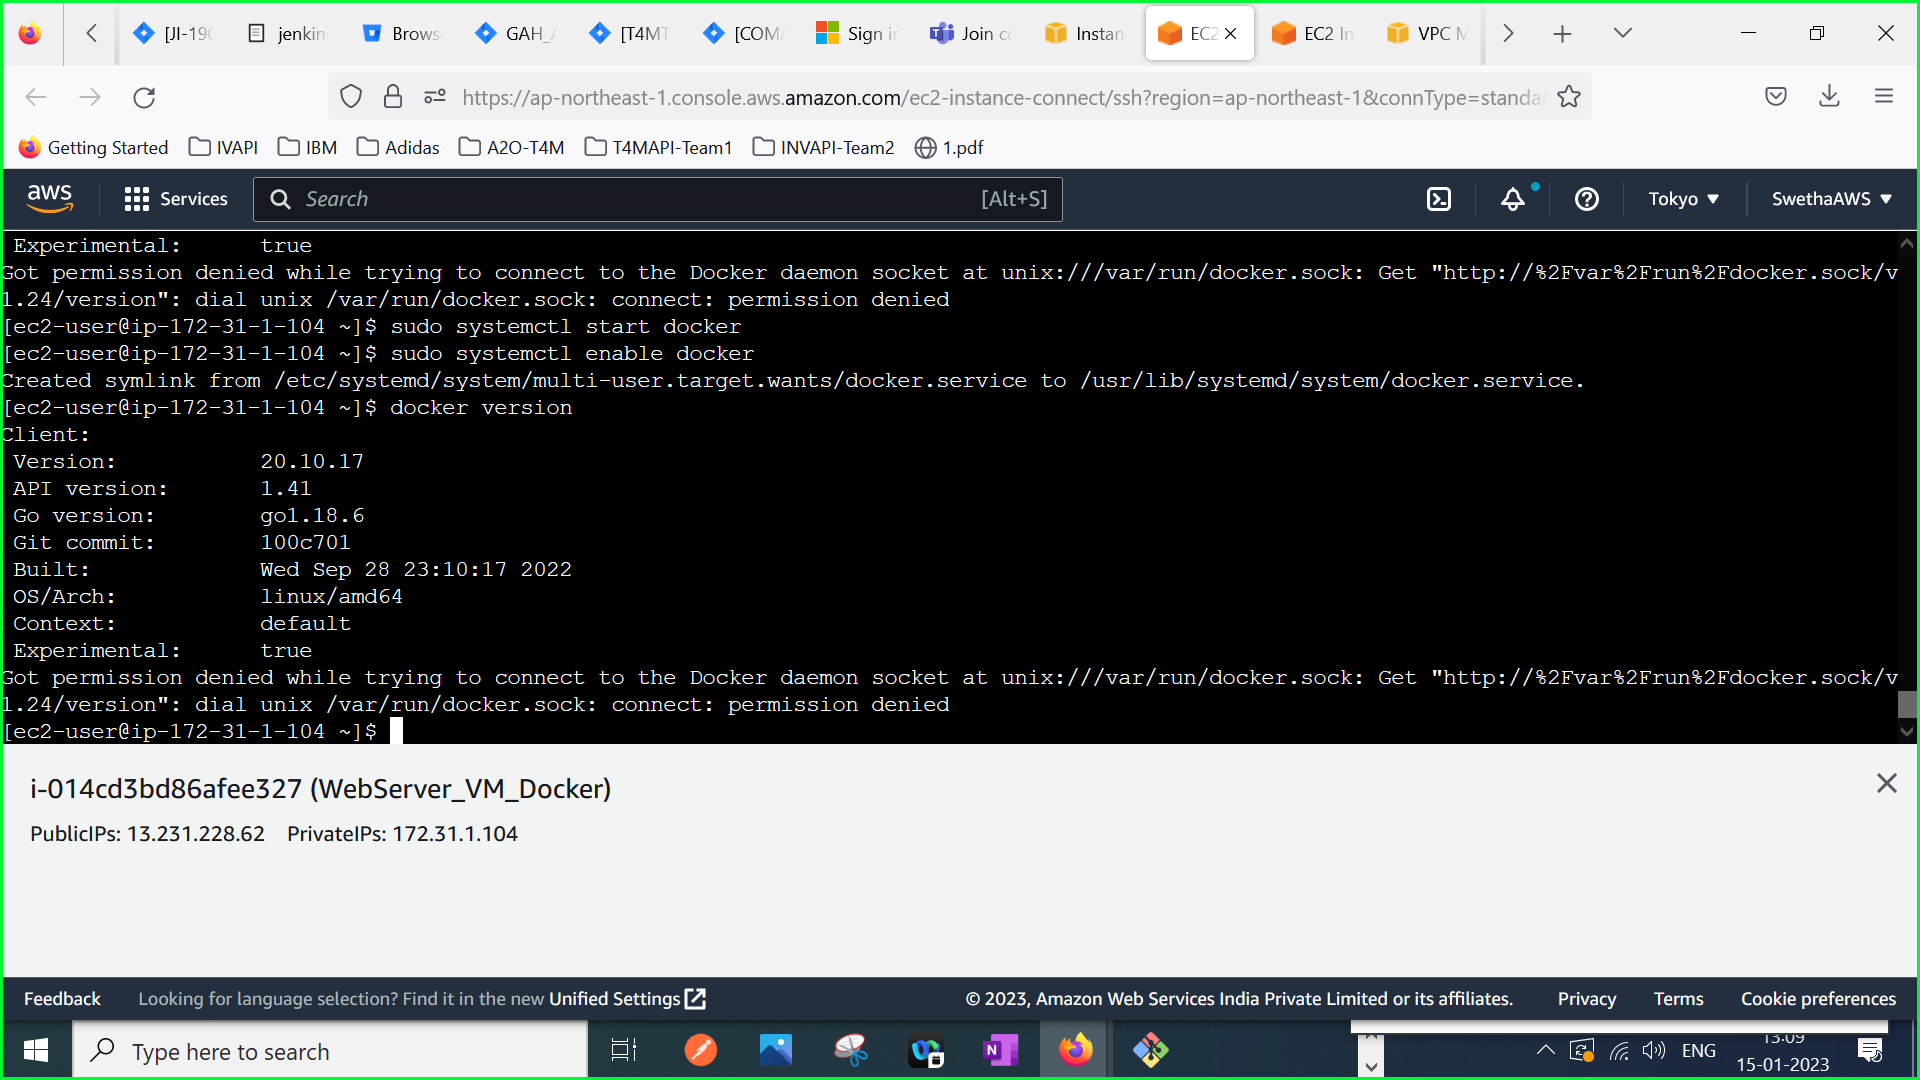 [JI-190
jenkin
Brows
GAH_A
[T4MT
[COMA
Sign in
Join co
Instan
EC2
EC2 In
VPC M
https://ap-northeast-1.console.aws.amazon.com/ec2-instance-connect/ssh?region=ap-northeast-1&connType=standa
Getting Started IVAPI IBM Adidas A2O-T4M T4MAPI-Team1 INVAPI-Team2 1.pdf
aws Services Search [Alt+S] Tokyo SwethaAWS
Experimental: true
Got permission denied while trying to connect to the Docker daemon socket at unix:///var/run/docker.sock: Get "http://%2Fvar%2Frun%2Fdocker.sock/v
1.24/version": dial unix /var/run/docker.sock: connect: permission denied
[ec2-user@ip-172-31-1-104 ~]$ sudo systemctl start docker
[ec2-user@ip-172-31-1-104 ~]$ sudo systemctl enable docker
Created symlink from /etc/systemd/system/multi-user.target.wants/docker.service to /usr/lib/systemd/system/docker.service.
[ec2-user@ip-172-31-1-104 ~]$ docker version
Client:
Version: 20.10.17
API version: 1.41
Go version: go1.18.6
Git commit: 100c701
Built: Wed Sep 28 23:10:17 2022
OS/Arch: linux/amd64
Context: default
Experimental: true
Got permission denied while trying to connect to the Docker daemon socket at unix:///var/run/docker.sock: Get "http://%2Fvar%2Frun%2Fdocker.sock/v
1.24/version": dial unix /var/run/docker.sock: connect: permission denied
[ec2-user@ip-172-31-1-104 ~]$
i-014cd3bd86afee327 (WebServer_VM_Docker)
PublicIPs: 13.231.228.62 PrivateIPs: 172.31.1.104
Feedback Looking for language selection? Find it in the new Unified Settings © 2023, Amazon Web Services India Private Limited or its affiliates. Privacy Terms Cookie preferences
Type here to search
N
ENG
13:09
15-01-2023